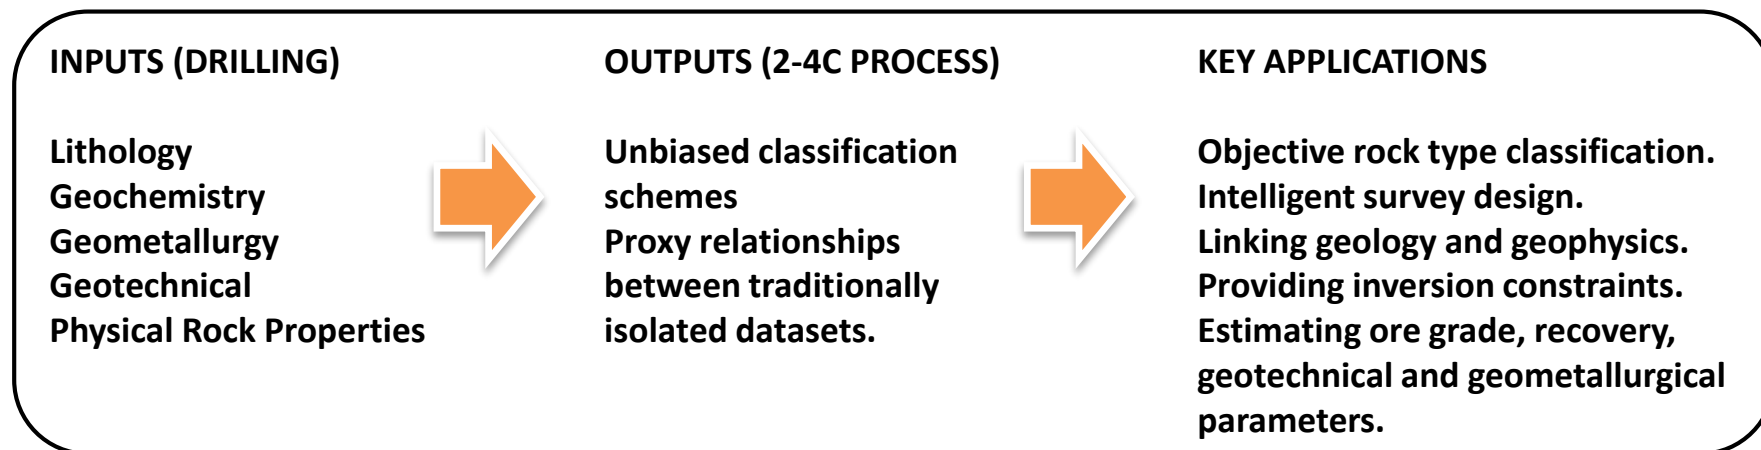 INPUTS (DRILLING)
Lithology
Geochemistry
Geometallurgy
Geotechnical
Physical Rock Properties
OUTPUTS (2-4C PROCESS)
Unbiased classification
schemes
Proxy relationships
between traditionally
isolated datasets.
KEY APPLICATIONS
Objective rock type classification.
Intelligent survey design.
Linking geology and geophysics.
Providing inversion constraints.
Estimating ore grade, recovery,
geotechnical and geometallurgical
parameters.